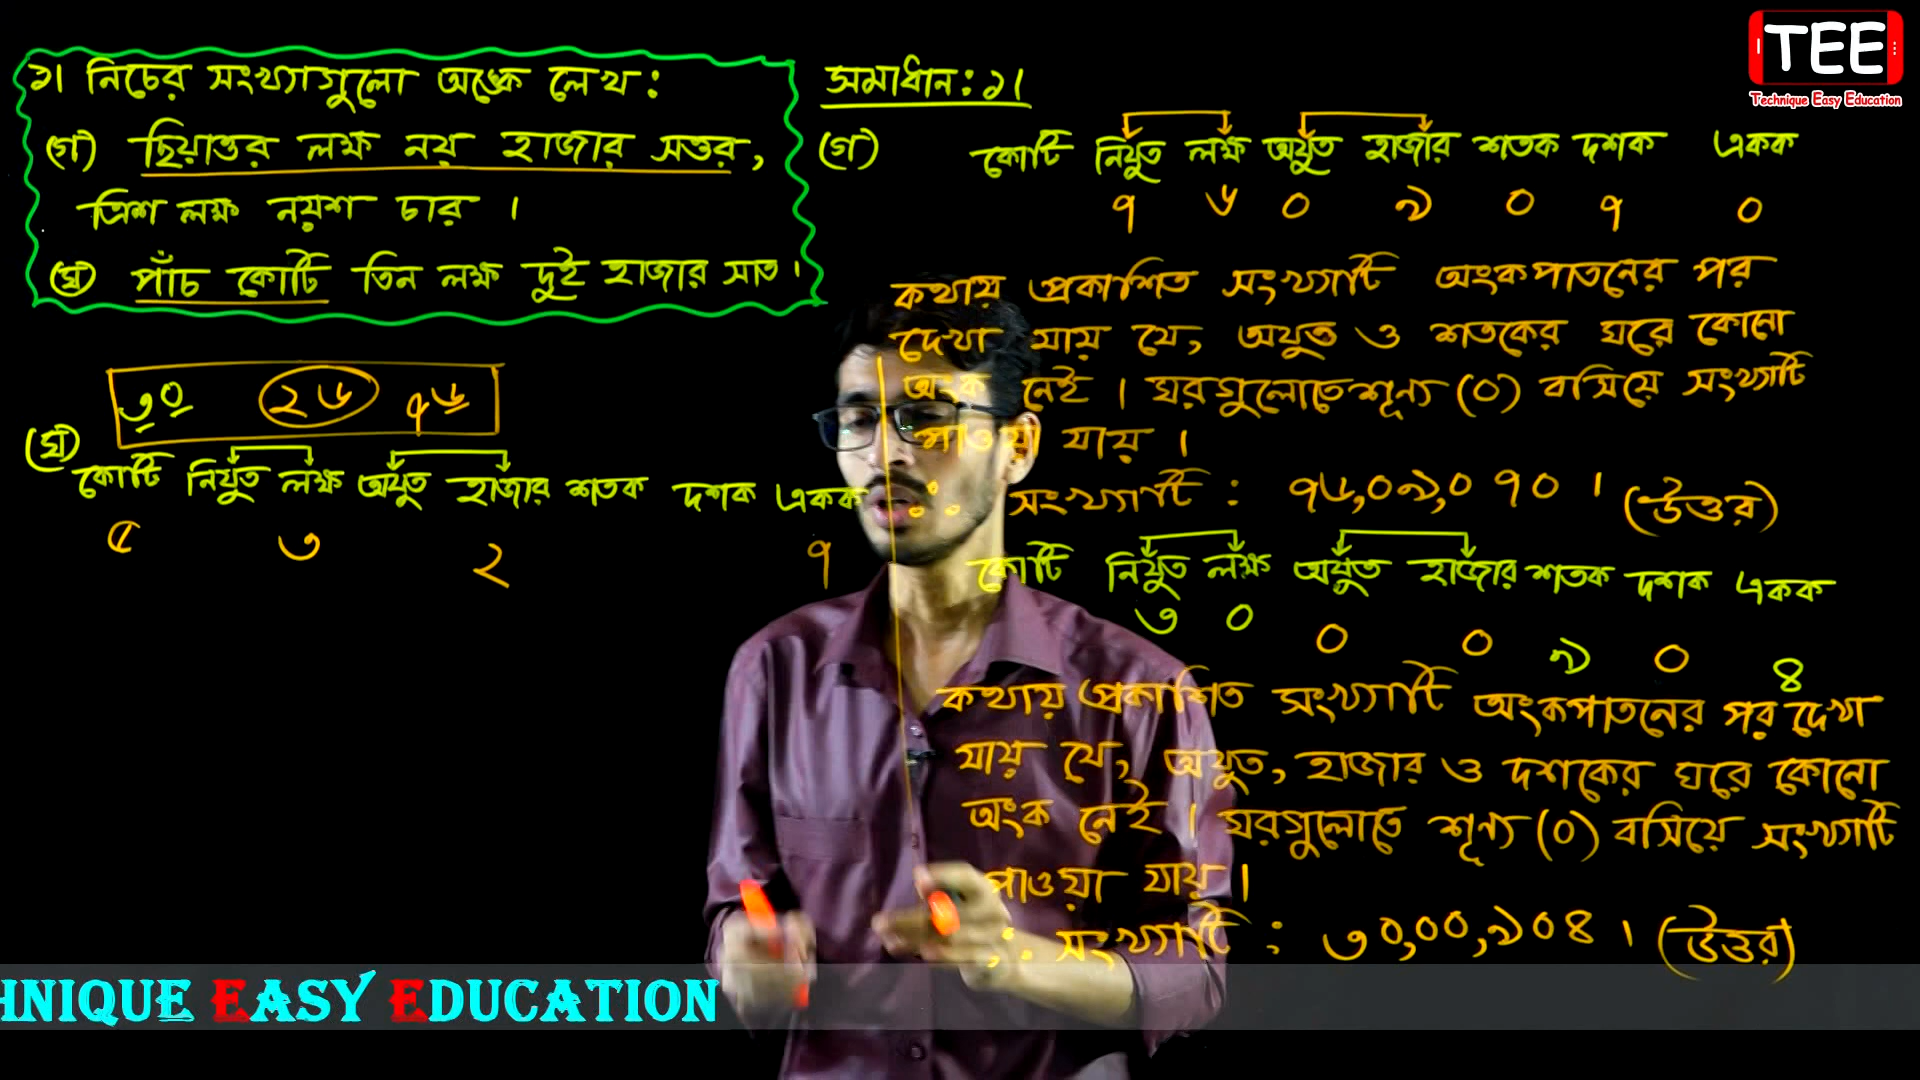 ১। নিচের সংখ্যাগুলো অঙ্কে লেখ :
(গ) ছিয়াত্তর লক্ষ নয় হাজার সত্তর,
ত্রিশ লক্ষ নয়শ চার ।
(ঘ) পাঁচ কোটি তিন লক্ষ দুই হাজার সাত ।
৩০ ২৬ ৭৬
(ঘ)
কোটি নিযুত লক্ষ অযুত হাজার শতক দশক একক
৫ ৩ ২ ৭
সমাধান : ১।
(গ) কোটি নিযুত লক্ষ অযুত হাজার শতক দশক একক
৭ ৬ ০ ৯ ০ ৭ ০
কথায় প্রকাশিত সংখ্যাটি অংকপাতনের পর
দেখা যায় যে, অযুত ও শতকের ঘরে কোনো
অংক নেই । ঘরগুলোতে শূন্য (০) বসিয়ে সংখ্যাটি
পাওয়া যায় ।
∴ সংখ্যাটি : ৭৬,০৯,০৭০ । (উত্তর)
কোটি নিযুত লক্ষ অযুত হাজার শতক দশক একক
৩ ০ ০ ০ ৯ ০ ৪
কথায় প্রকাশিত সংখ্যাটি অংকপাতনের পর দেখা
যায় যে, অযুত, হাজার ও দশকের ঘরে কোনো
অংক নেই । ঘরগুলোতে শূন্য (০) বসিয়ে সংখ্যাটি
পাওয়া যায় ।
∴ সংখ্যাটি : ৩০,০০,৯০৪ । (উত্তর)
TEE
Technique Easy Education
HNIQUE EASY EDUCATION